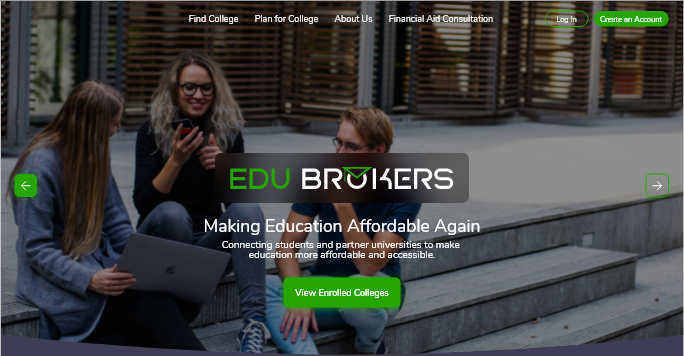 Find College
Plan for College
About Us
Financial Aid Consultation
Log In
Create an Account
EDU BROKERS
Making Education Affordable Again
Connecting students and partner universities to make
education more affordable and accessible.
View Enrolled Colleges